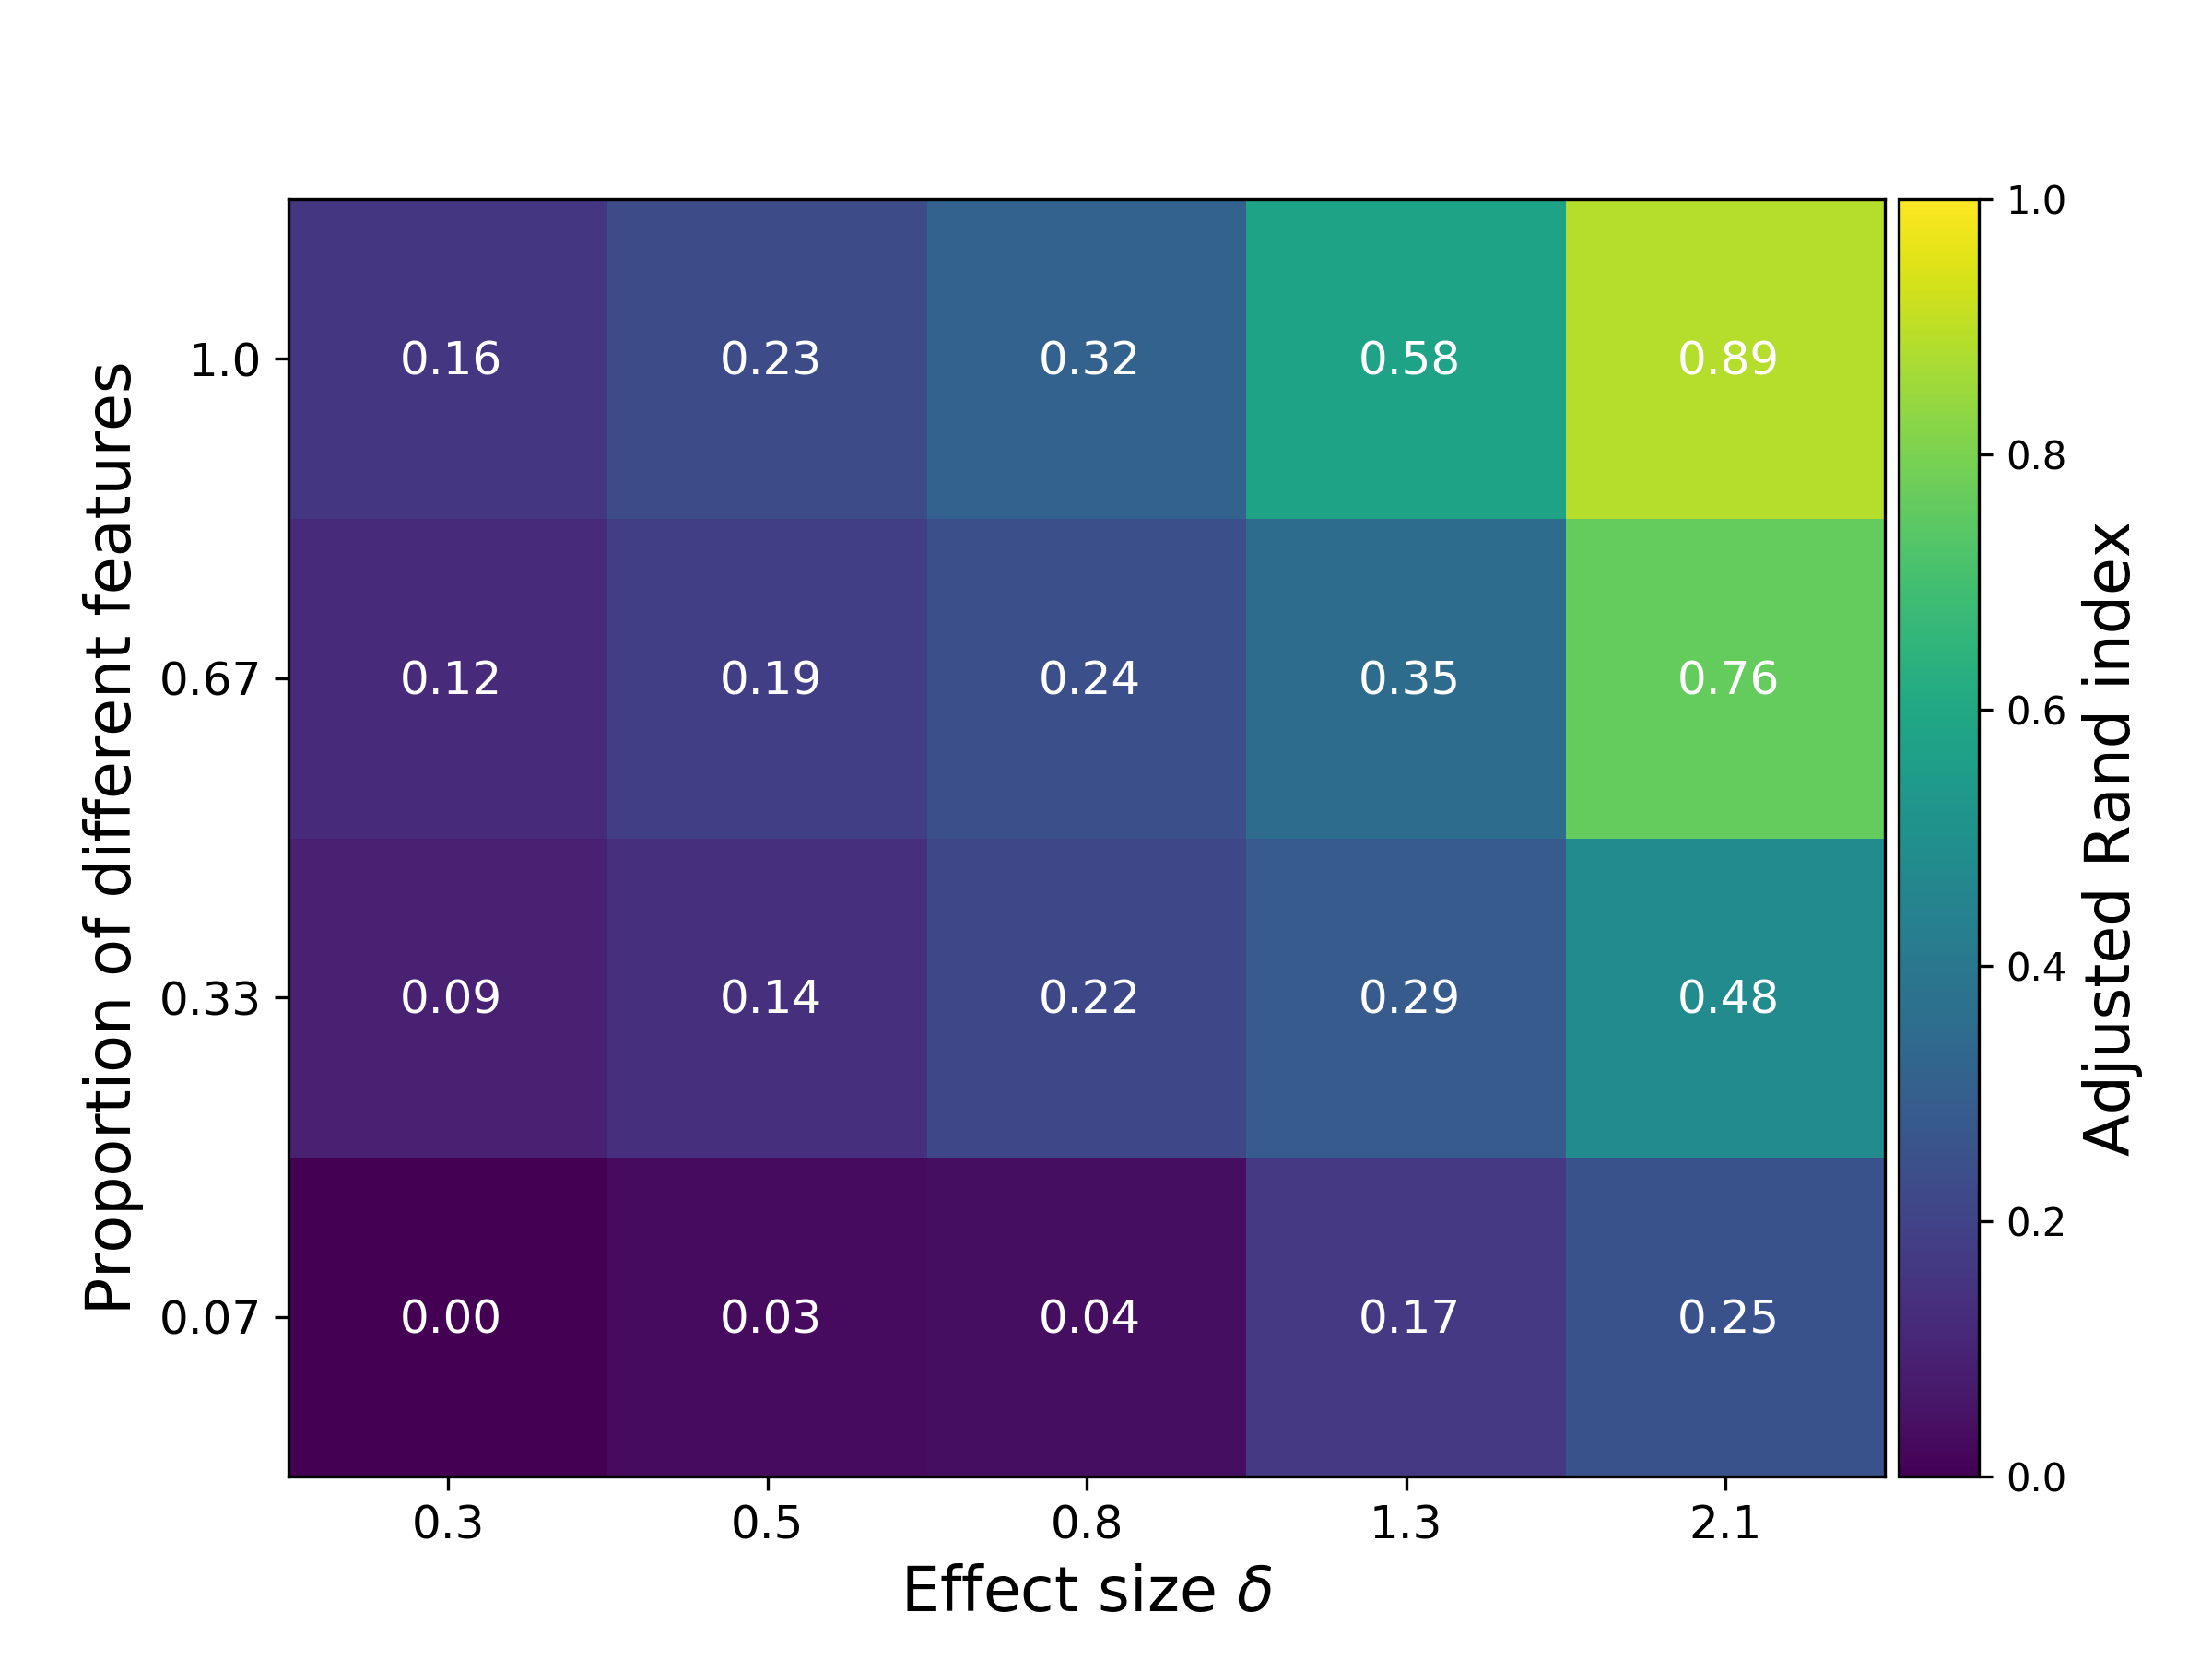 1.0
0.67
0.33
0.07
Proportion of different features
0.16 0.23 0.32 0.58 0.89
0.12 0.19 0.24 0.35 0.76
0.09 0.14 0.22 0.29 0.48
0.00 0.03 0.04 0.17 0.25
0.3 0.5 0.8 1.3 2.1
Effect size δ
1.0
0.8
0.6
0.4
0.2
0.0
Adjusted Rand index